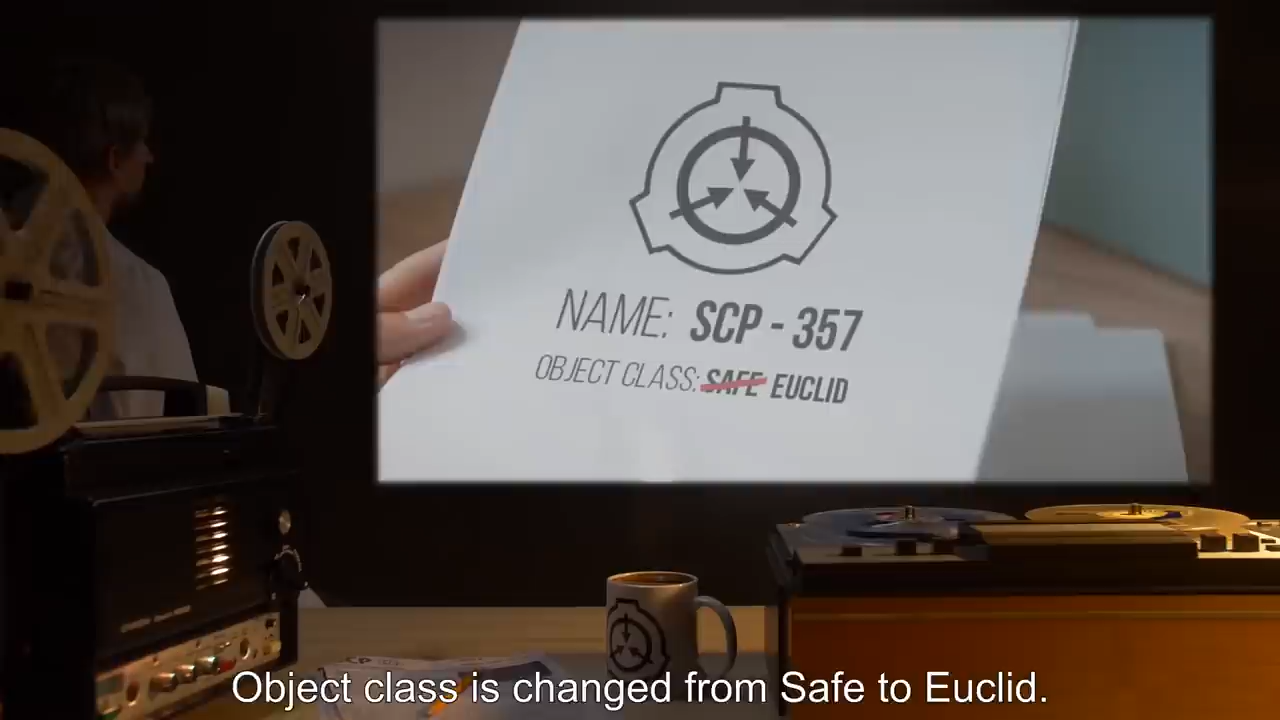 NAME: SCP - 357
OBJECT CLASS: SAFE EUCLID
Object class is changed from Safe to Euclid.